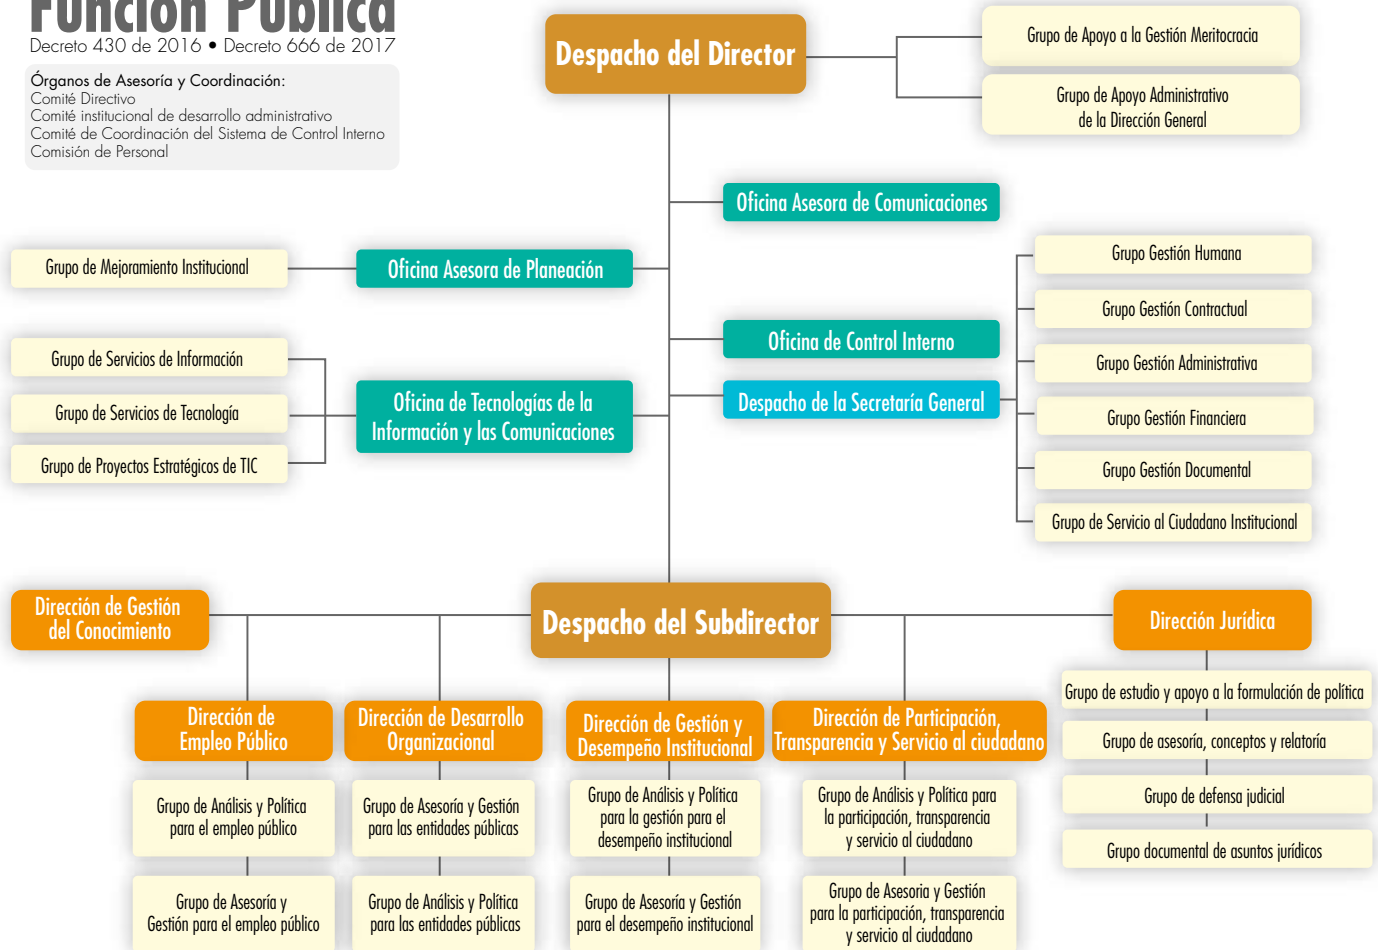 Función Pública
Decreto 430 de 2016 • Decreto 666 de 2017
Órganos de Asesoría y Coordinación:
Comité Directivo
Comité institucional de desarrollo administrativo
Comité de Coordinación del Sistema de Control Interno
Comisión de Personal
Despacho del Director
Grupo de Apoyo a la Gestión Meritocracia
Grupo de Apoyo Administrativo
de la Dirección General
Oficina Asesora de Comunicaciones
Grupo de Mejoramiento Institucional
Oficina Asesora de Planeación
Oficina de Control Interno
Grupo de Servicios de Información
Grupo de Servicios de Tecnología
Grupo de Proyectos Estratégicos de TIC
Oficina de Tecnologías de la
Información y las Comunicaciones
Despacho de la Secretaría General
Grupo Gestión Humana
Grupo Gestión Contractual
Grupo Gestión Administrativa
Grupo Gestión Financiera
Grupo Gestión Documental
Grupo de Servicio al Ciudadano Institucional
Dirección de Gestión
del Conocimiento
Despacho del Subdirector
Dirección Jurídica
Grupo de estudio y apoyo a la formulación de política
Grupo de asesoría, conceptos y relatoría
Grupo de defensa judicial
Grupo documental de asuntos jurídicos
Dirección de
Empleo Público
Grupo de Análisis y Política
para el empleo público
Grupo de Asesoría y
Gestión para el empleo público
Dirección de Desarrollo
Organizacional
Grupo de Asesoría y Gestión
para las entidades públicas
Grupo de Análisis y Política
para las entidades públicas
Dirección de Gestión y
Desempeño Institucional
Grupo de Análisis y Política
para la gestión para el
desempeño institucional
Grupo de Asesoría y Gestión
para el desempeño institucional
Dirección de Participación,
Transparencia y Servicio al ciudadano
Grupo de Análisis y Política para
la participación, transparencia
y servicio al ciudadano
Grupo de Asesoria y Gestión
para la participación, transparencia
y servicio al ciudadano